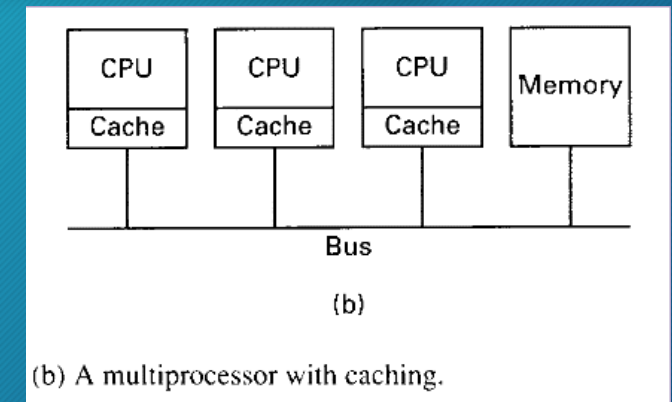 CPU CPU CPU Memory
Cache Cache Cache
Bus
(b)
(b) A multiprocessor with caching.